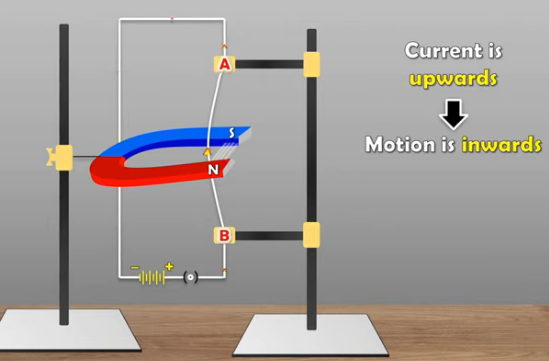 Current is
upwards
Motion is inwards
A
S
N
B
− +
(•)